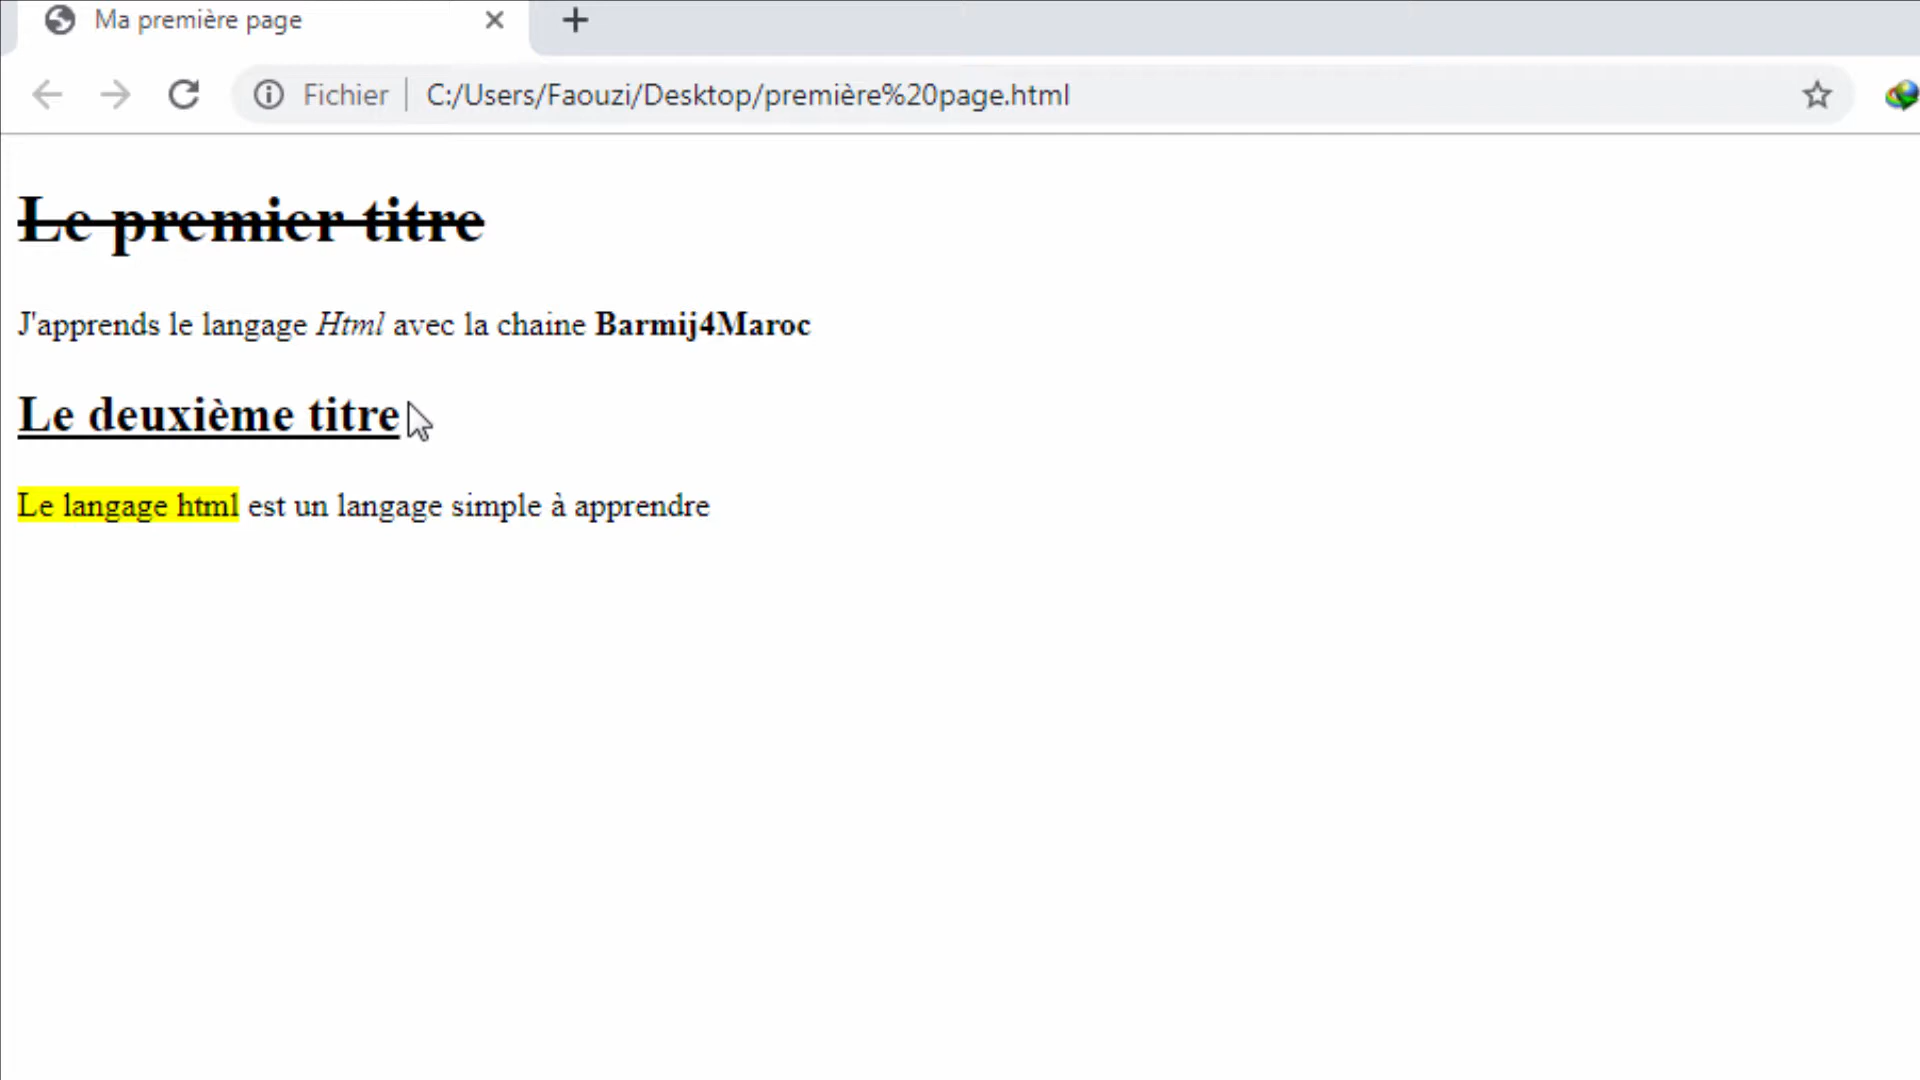 Ma première page
Fichier C:/Users/Faouzi/Desktop/première%20page.html
Le premier titre
J'apprends le langage Html avec la chaine Barmij4Maroc
Le deuxième titre
Le langage html est un langage simple à apprendre